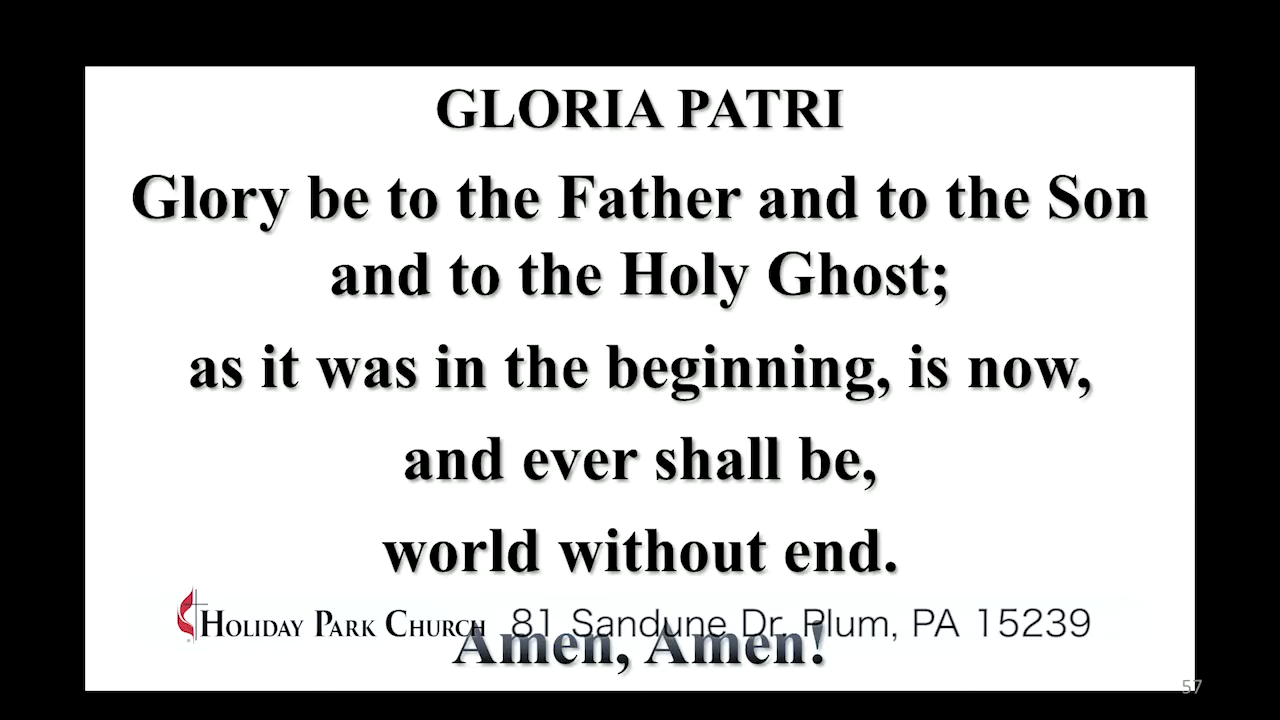 GLORIA PATRI
Glory be to the Father and to the Son
and to the Holy Ghost;
as it was in the beginning, is now,
and ever shall be,
world without end.
HOLIDAY PARK CHURCH 81 Sandune Dr. Plum, PA 15239
Amen, Amen!
57